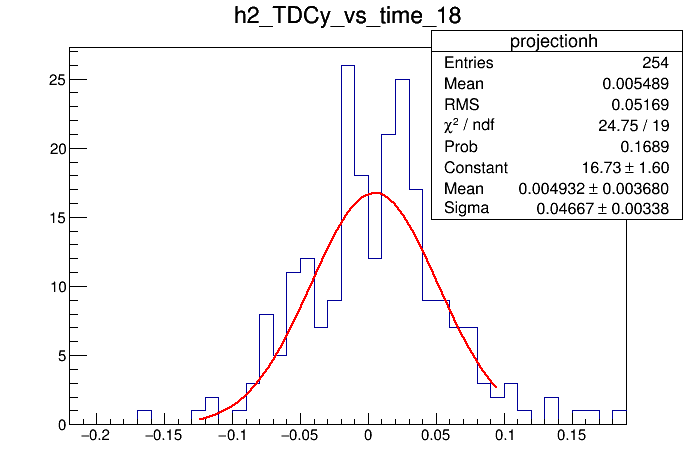 h2_TDCy_vs_time_18
projectionh
Entries 254
Mean 0.005489
RMS 0.05169
χ² / ndf 24.75 / 19
Prob 0.1689
Constant 16.73 ± 1.60
Mean 0.004932 ± 0.003680
Sigma 0.04667 ± 0.00338
25
20
15
10
5
0
−0.2 −0.15 −0.1 −0.05 0 0.05 0.1 0.15